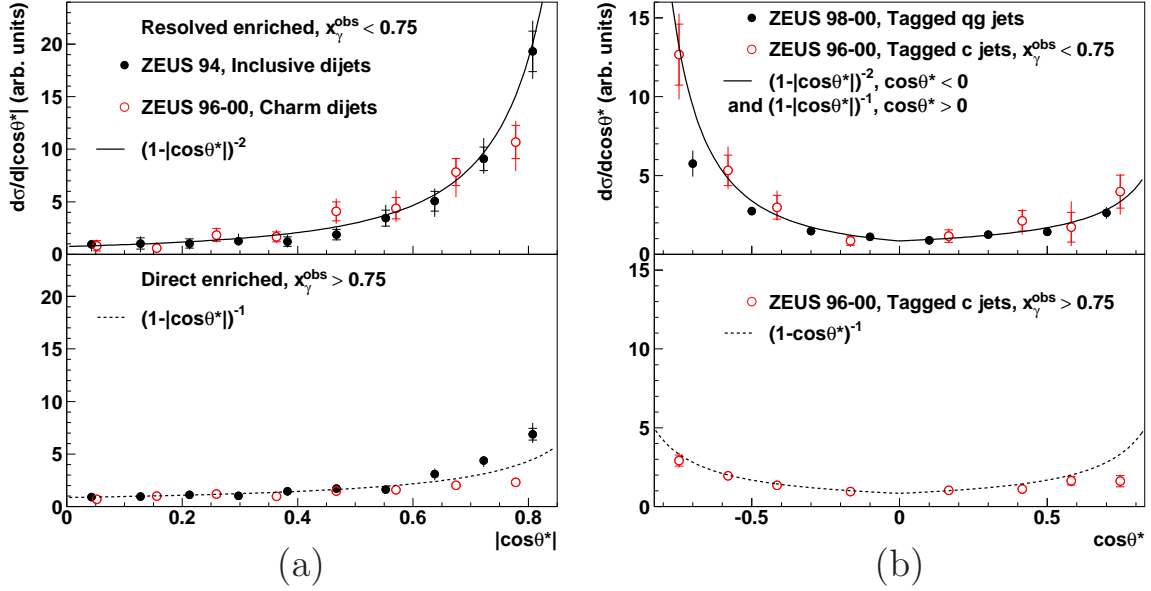 dσ/d|cosθ*| (arb. units)
20
15
10
5
0
Resolved enriched, xγ^obs < 0.75
ZEUS 94, Inclusive dijets
ZEUS 96-00, Charm dijets
(1-|cosθ*|)^-2
20
15
10
5
0
Direct enriched, xγ^obs > 0.75
(1-|cosθ*|)^-1
0 0.2 0.4 0.6 0.8
|cosθ*|
(a)
dσ/dcosθ* (arb. units)
15
10
5
0
ZEUS 98-00, Tagged qg jets
ZEUS 96-00, Tagged c jets, xγ^obs < 0.75
(1-|cosθ*|)^-2, cosθ* < 0
and (1-|cosθ*|)^-1, cosθ* > 0
15
10
5
0
ZEUS 96-00, Tagged c jets, xγ^obs > 0.75
(1-cosθ*)^-1
-0.5 0 0.5
cosθ*
(b)